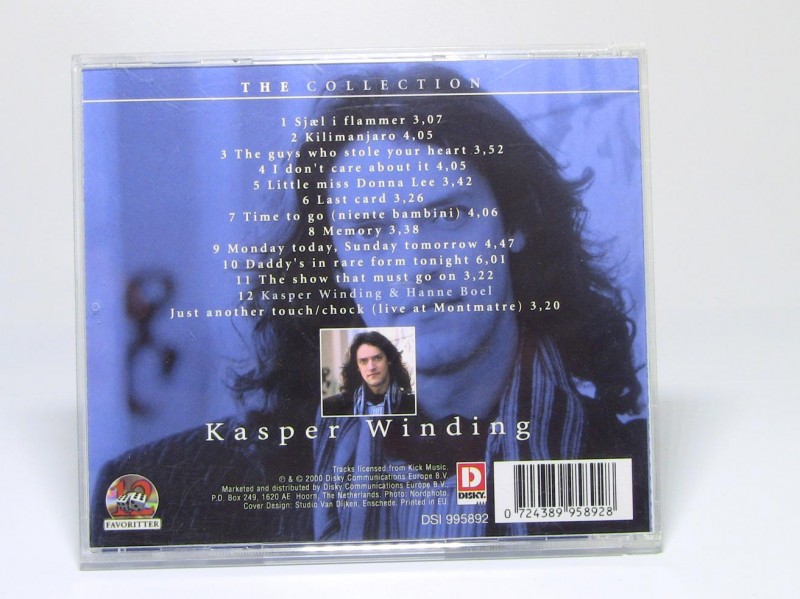 THE COLLECTION
1 Sjæl i flammer 3,07
2 Kilimanjaro 4,05
3 The guys who stole your heart 3,52
4 I don't care about it 4,05
5 Little miss Donna Lee 3,42
6 Last card 3,26
7 Time to go (niente bambini) 4,06
8 Memory 3,38
9 Monday today, Sunday tomorrow 4,47
10 Daddy's in rare form tonight 6,01
11 The show that must go on 3,22
12 Kasper Winding & Hanne Boel
Just another touch/chock (live at Montmatre) 3,20
Kasper Winding
12
FAVORITTER
Tracks licensed from Kick Music.
℗ & © 2000 Disky Communications Europe B.V.
Marketed and distributed by Disky Communications Europe B.V.,
P.O. Box 249, 1620 AE Hoorn, The Netherlands. Photo: Nordphoto.
Cover Design: Studio Van Dijken, Enschede. Printed in EU.
D
DISKY
DSI 995892
0 724389 958928